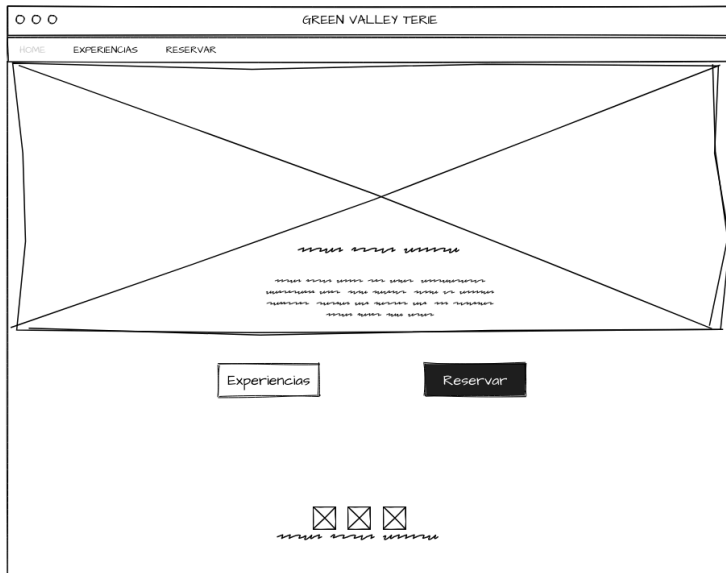 GREEN VALLEY TERIE
HOME EXPERIENCIAS RESERVAR
Experiencias Reservar